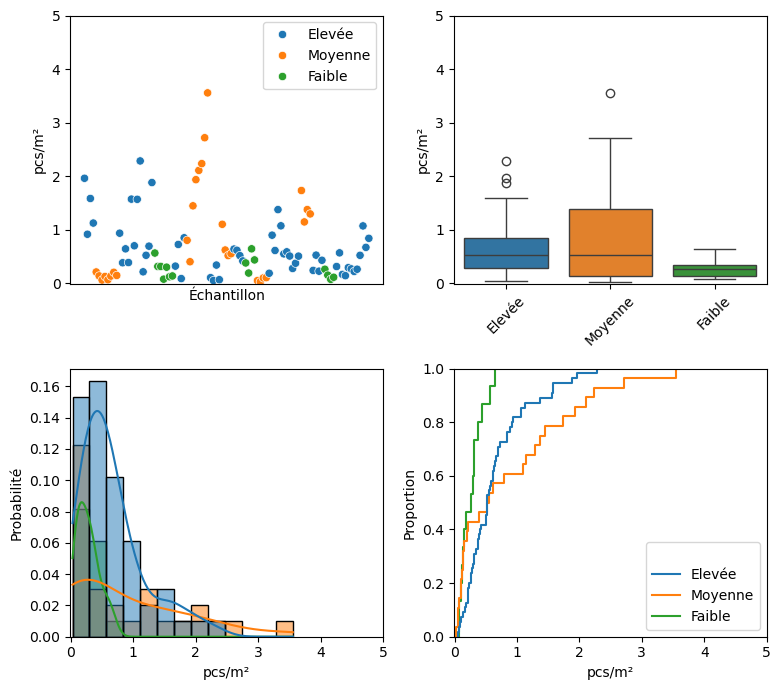 5
4
3
2
1
0
pcs/m²
Échantillon
Elevée
Moyenne
Faible
5
4
3
2
1
0
pcs/m²
Elevée
Moyenne
Faible
0.16
0.14
0.12
0.10
0.08
0.06
0.04
0.02
0.00
Probabilité
0 1 2 3 4 5
pcs/m²
1.0
0.8
0.6
0.4
0.2
0.0
Proportion
Elevée
Moyenne
Faible
0 1 2 3 4 5
pcs/m²